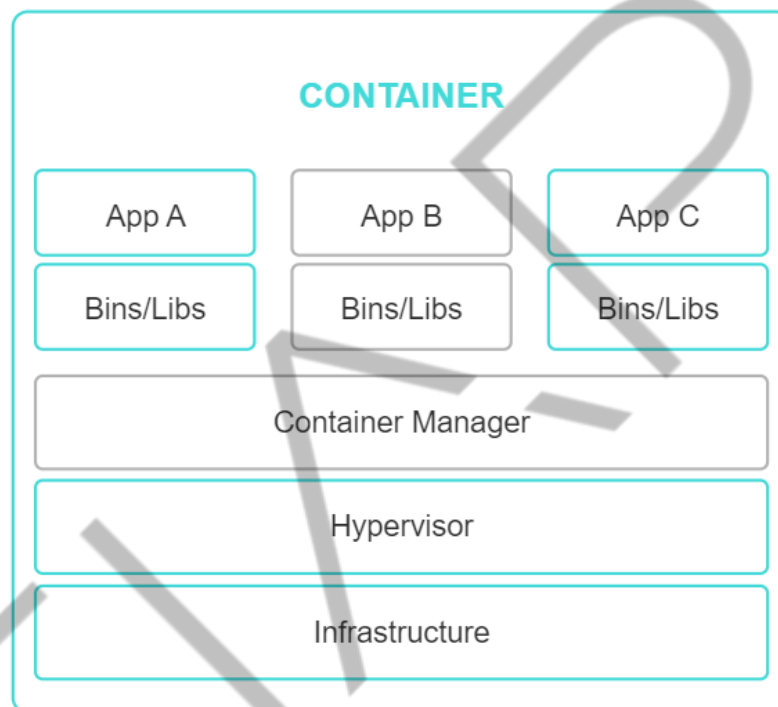 CONTAINER
App A
App B
App C
Bins/Libs
Bins/Libs
Bins/Libs
Container Manager
Hypervisor
Infrastructure